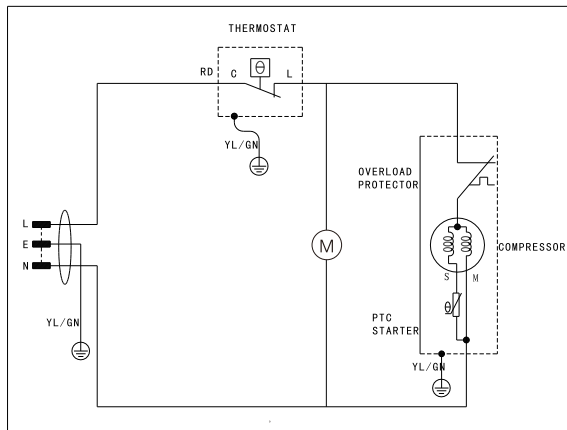 THERMOSTAT
RD C θ L
YL/GN
OVERLOAD
PROTECTOR
L
E
N
M
COMPRESSOR
S M
θ
PTC
STARTER
YL/GN
YL/GN